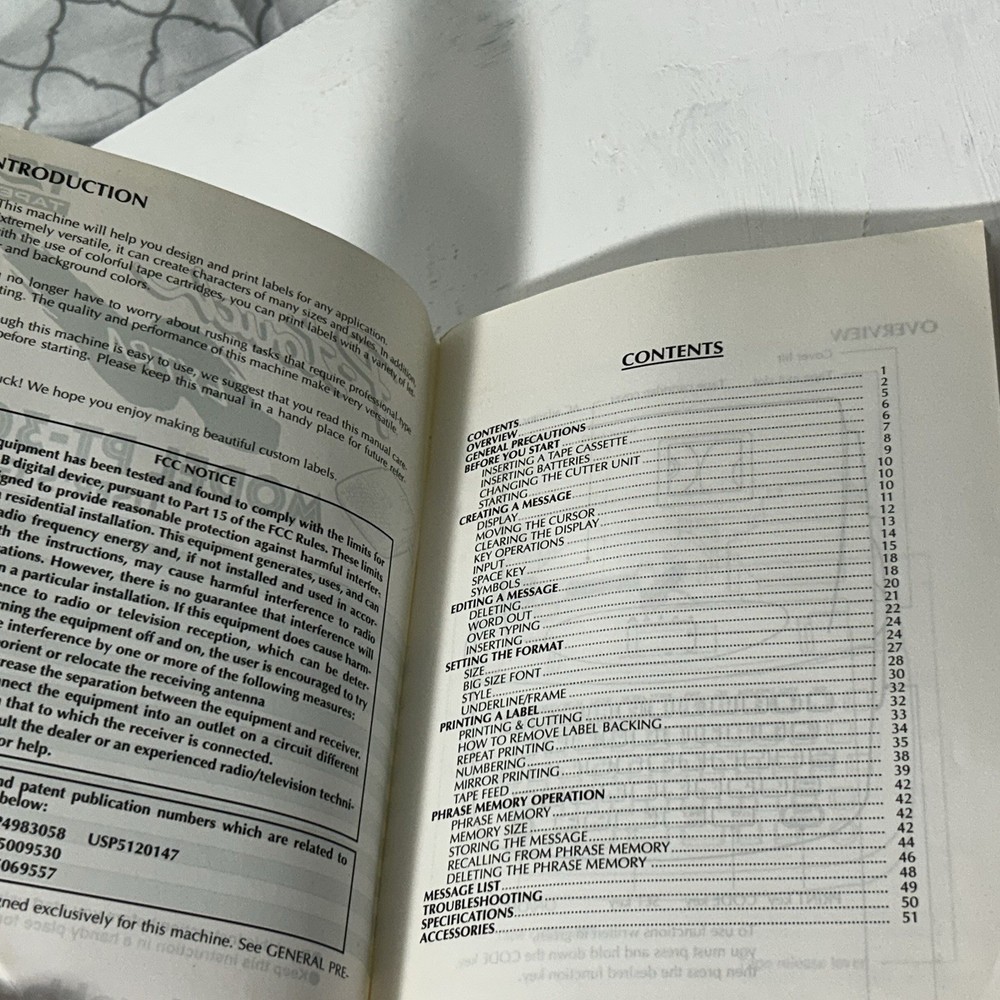 INTRODUCTION
This machine will help you design and print labels for any application.
extremely versatile, it can create characters of many sizes and styles. In addition,
with the use of colorful tape cartridges, you can print labels with a variety of let-
and background colors.
no longer have to worry about rushing tasks that require professional type
ting. The quality and performance of this machine make it very versatile.
ough this machine is easy to use, we suggest that you read this manual care-
before starting. Please keep this manual in a handy place for future refer-
uck! We hope you enjoy making beautiful custom labels.
FCC NOTICE
quipment has been tested and found to comply with the limits for
B digital device, pursuant to Part 15 of the FCC Rules. These limits
igned to provide reasonable protection against harmful interfer-
residential installation. This equipment generates, uses, and can
adio frequency energy and, if not installed and used in accor-
h the instructions, may cause harmful interference to radio
ations. However, there is no guarantee that interference will
n a particular installation. If this equipment does cause harm-
ence to radio or television reception, which can be deter-
rning the equipment off and on, the user is encouraged to try
e interference by one or more of the following measures:
orient or relocate the receiving antenna
crease the separation between the equipment and receiver.
nnect the equipment into an outlet on a circuit different
that to which the receiver is connected.
ult the dealer or an experienced radio/television techni-
or help.
nd patent publication numbers which are related to
below:
P4983058 USP5120147
5009530
5069557
gned exclusively for this machine. See GENERAL PRE-
CONTENTS
CONTENTS 1
OVERVIEW 2
GENERAL PRECAUTIONS 5
BEFORE YOU START 6
INSERTING A TAPE CASSETTE 6
INSERTING BATTERIES 7
CHANGING THE CUTTER UNIT 8
STARTING 9
CREATING A MESSAGE 10
DISPLAY 10
MOVING THE CURSOR 10
CLEARING THE DISPLAY 11
KEY OPERATIONS 12
INPUT 13
SPACE KEY 14
SYMBOLS 15
EDITING A MESSAGE 18
DELETING 18
WORD OUT 20
OVER TYPING 21
INSERTING 22
SETTING THE FORMAT 24
SIZE 24
BIG SIZE FONT 27
STYLE 28
UNDERLINE/FRAME 30
PRINTING A LABEL 32
PRINTING & CUTTING 32
HOW TO REMOVE LABEL BACKING 33
REPEAT PRINTING 34
NUMBERING 35
MIRROR PRINTING 38
TAPE FEED 39
PHRASE MEMORY OPERATION 42
PHRASE MEMORY 42
MEMORY SIZE 42
STORING THE MESSAGE 42
RECALLING FROM PHRASE MEMORY 44
DELETING THE PHRASE MEMORY 46
MESSAGE LIST 48
TROUBLESHOOTING 49
SPECIFICATIONS 50
ACCESSORIES 51